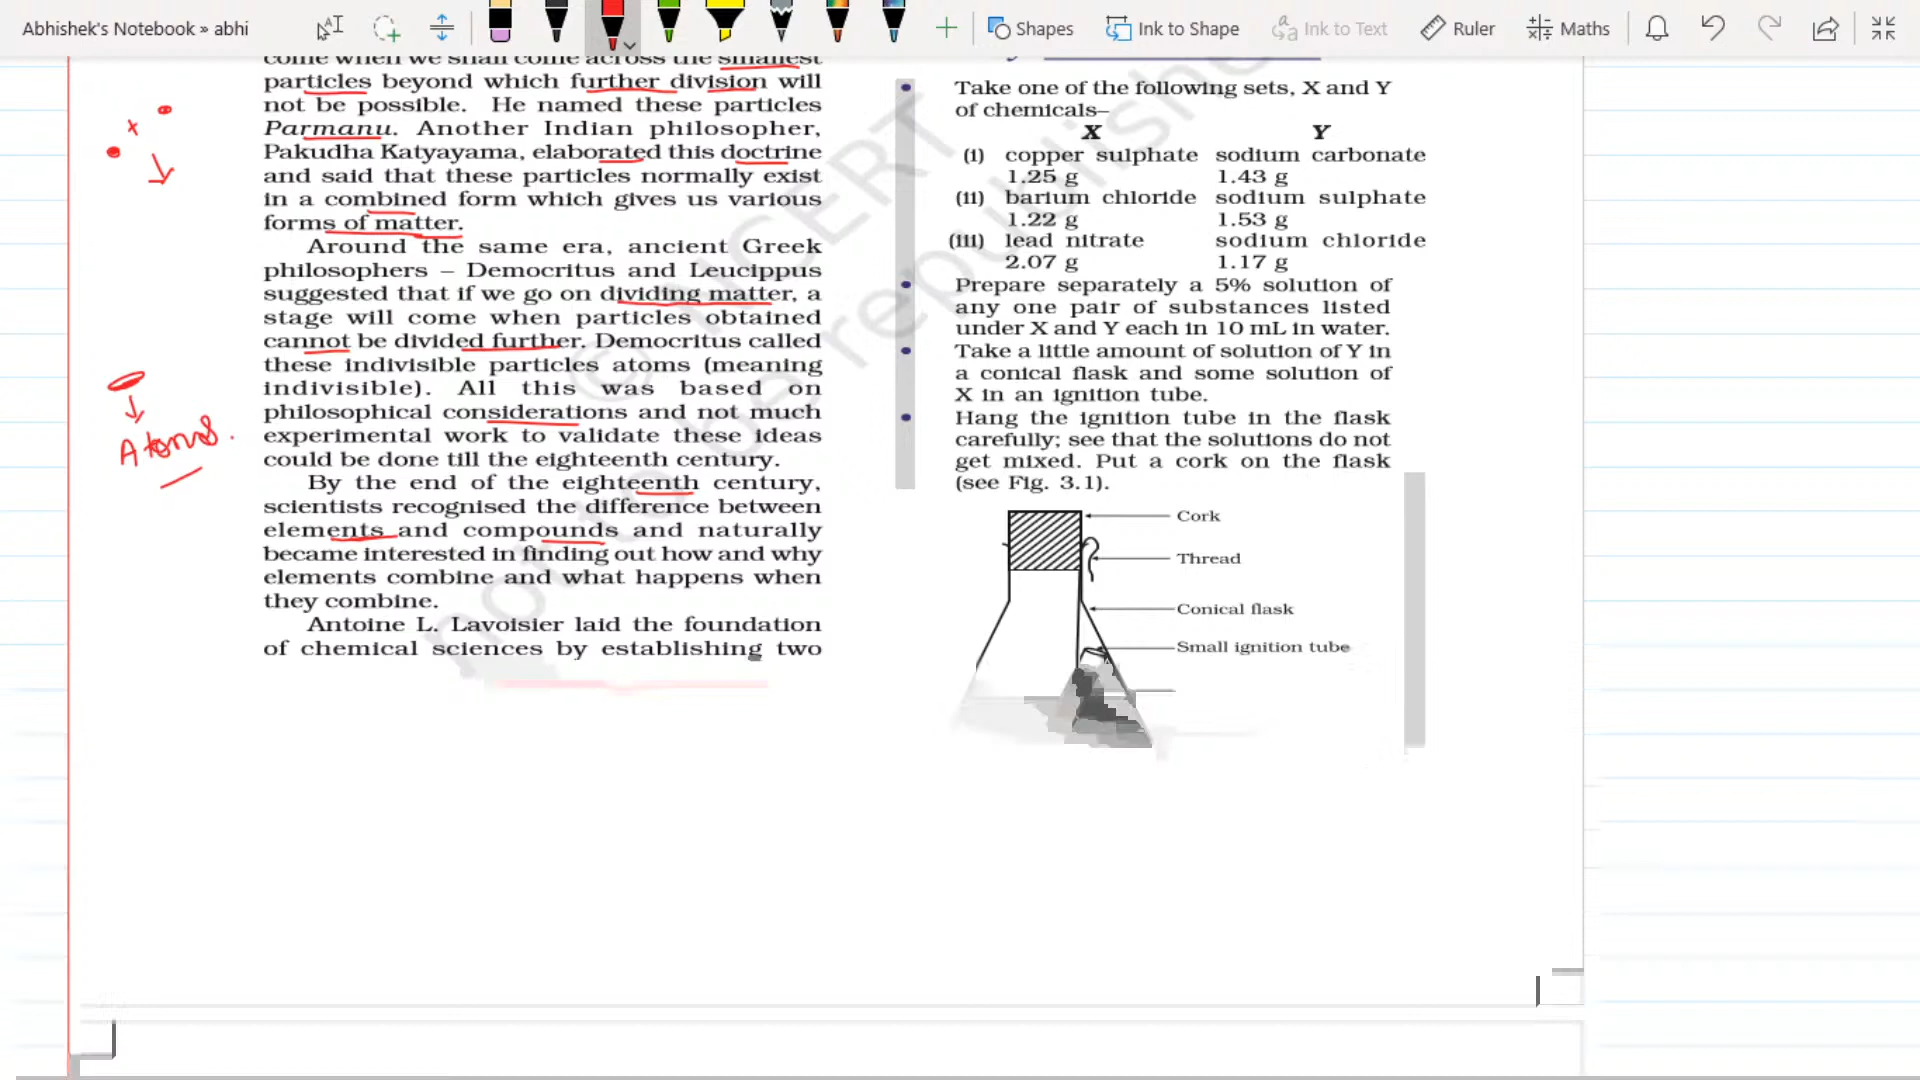 Abhishek's Notebook » abhi
Shapes
Ink to Shape
Ink to Text
Ruler
Maths
come when we shall come across the smallest
particles beyond which further division will
not be possible. He named these particles
Parmanu. Another Indian philosopher,
Pakudha Katyayama, elaborated this doctrine
and said that these particles normally exist
in a combined form which gives us various
forms of matter.
Around the same era, ancient Greek
philosophers – Democritus and Leucippus
suggested that if we go on dividing matter, a
stage will come when particles obtained
cannot be divided further. Democritus called
these indivisible particles atoms (meaning
indivisible). All this was based on
philosophical considerations and not much
experimental work to validate these ideas
could be done till the eighteenth century.
By the end of the eighteenth century,
scientists recognised the difference between
elements and compounds and naturally
became interested in finding out how and why
elements combine and what happens when
they combine.
Antoine L. Lavoisier laid the foundation
of chemical sciences by establishing two
Atoms.
Take one of the following sets, X and Y
of chemicals–
X Y
(i) copper sulphate sodium carbonate
1.25 g 1.43 g
(ii) barium chloride sodium sulphate
1.22 g 1.53 g
(iii) lead nitrate sodium chloride
2.07 g 1.17 g
Prepare separately a 5% solution of
any one pair of substances listed
under X and Y each in 10 mL in water.
Take a little amount of solution of Y in
a conical flask and some solution of
X in an ignition tube.
Hang the ignition tube in the flask
carefully; see that the solutions do not
get mixed. Put a cork on the flask
(see Fig. 3.1).
Cork
Thread
Conical flask
Small ignition tube
© NCERT
not to be republished